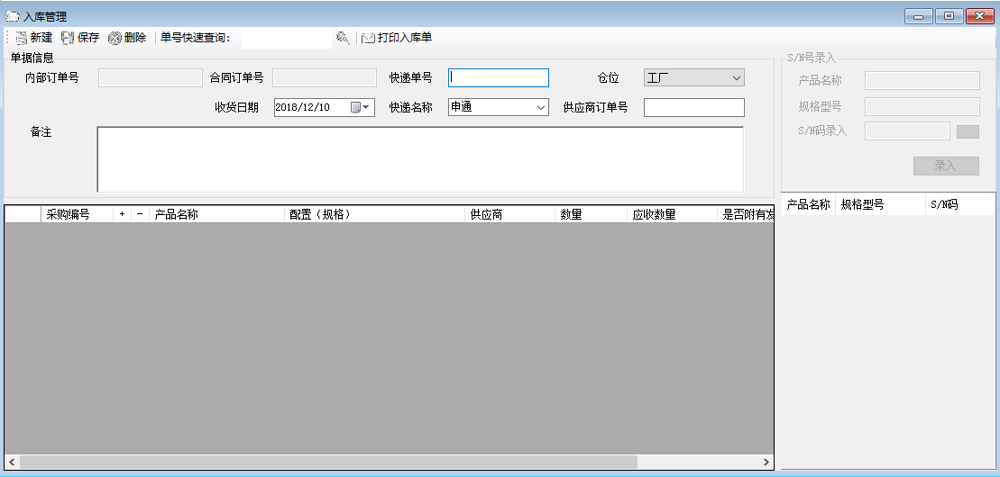 入库管理
新建 保存 删除 单号快速查询： 打印入库单
单据信息
内部订单号 合同订单号 快递单号 仓位 工厂
收货日期 2018/12/10 快递名称 申通 供应商订单号
备注
采购编号 + - 产品名称 配置（规格） 供应商 数量 应收数量 是否附有发
S/N号录入
产品名称
规格型号
S/N码录入 ...
录入
产品名称 规格型号 S/N码